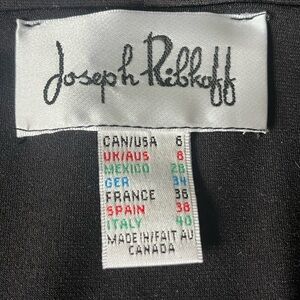 Joseph Ribkoff
CAN/USA 6
UK/AUS 8
MEXICO 26
GER 34
FRANCE 36
SPAIN 38
ITALY 40
MADE IN/FAIT AU
CANADA